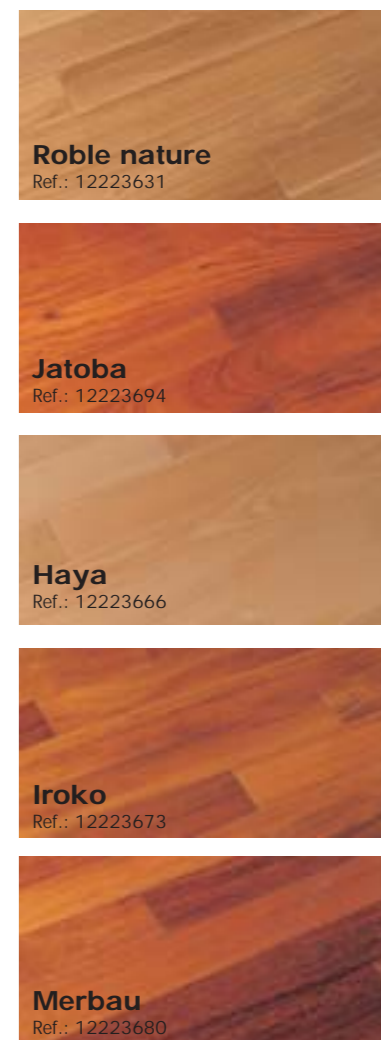 Roble nature
Ref.: 12223631
Jatoba
Ref.: 12223694
Haya
Ref.: 12223666
Iroko
Ref.: 12223673
Merbau
Ref.: 12223680